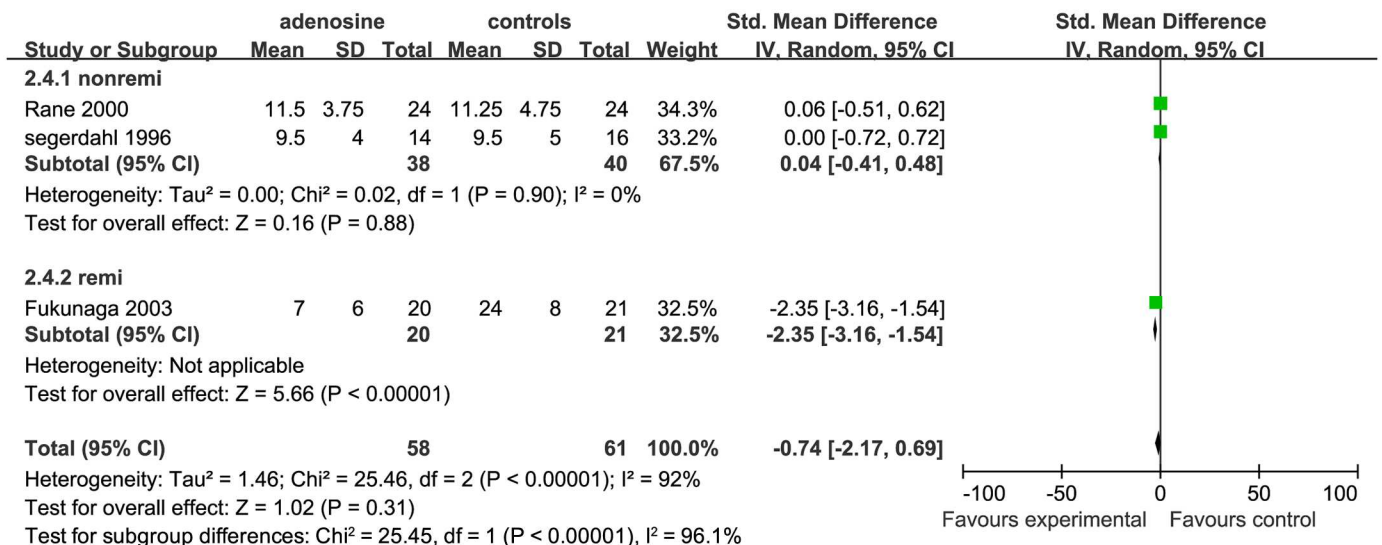 adenosine controls Std. Mean Difference Std. Mean Difference
Study or Subgroup Mean SD Total Mean SD Total Weight IV, Random, 95% CI IV, Random, 95% CI
2.4.1 nonremi
Rane 2000 11.5 3.75 24 11.25 4.75 24 34.3% 0.06 [-0.51, 0.62]
segerdahl 1996 9.5 4 14 9.5 5 16 33.2% 0.00 [-0.72, 0.72]
Subtotal (95% CI) 38 40 67.5% 0.04 [-0.41, 0.48]
Heterogeneity: Tau² = 0.00; Chi² = 0.02, df = 1 (P = 0.90); I² = 0%
Test for overall effect: Z = 0.16 (P = 0.88)
2.4.2 remi
Fukunaga 2003 7 6 20 24 8 21 32.5% -2.35 [-3.16, -1.54]
Subtotal (95% CI) 20 21 32.5% -2.35 [-3.16, -1.54]
Heterogeneity: Not applicable
Test for overall effect: Z = 5.66 (P < 0.00001)
Total (95% CI) 58 61 100.0% -0.74 [-2.17, 0.69]
Heterogeneity: Tau² = 1.46; Chi² = 25.46, df = 2 (P < 0.00001); I² = 92%
Test for overall effect: Z = 1.02 (P = 0.31)
Test for subgroup differences: Chi² = 25.45, df = 1 (P < 0.00001), I² = 96.1%
-100 -50 0 50 100
Favours experimental Favours control